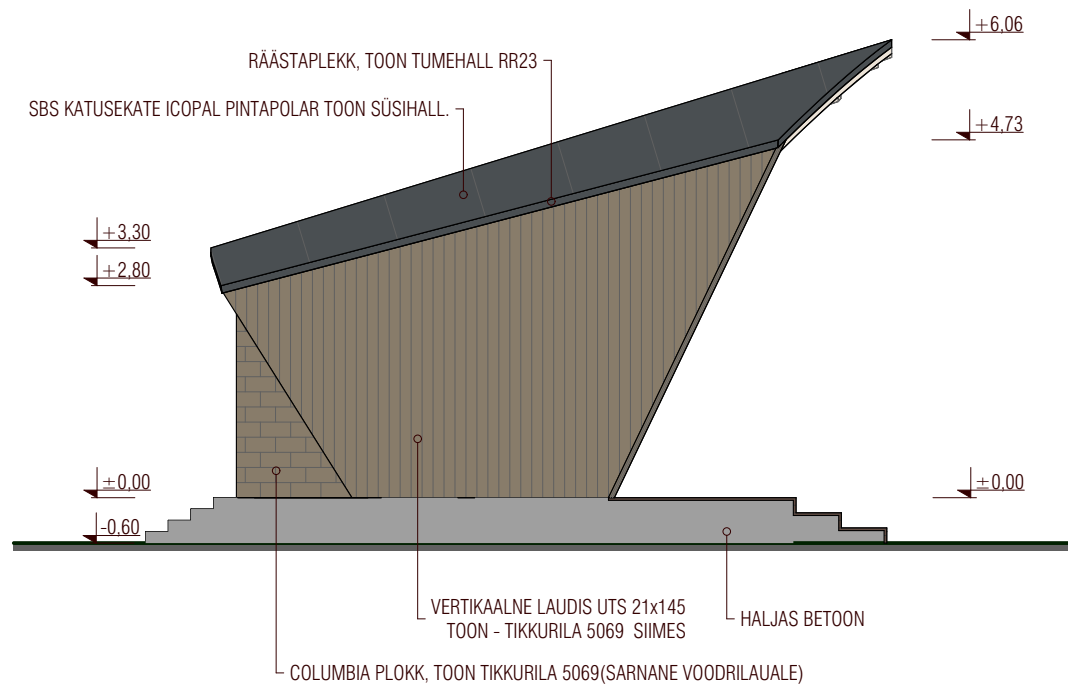 +6,06
RÄÄSTAPLEKK, TOON TUMEHALL RR23
SBS KATUSEKATE ICOPAL PINTAPOLAR TOON SÜSIHALL.
+4,73
+3,30
+2,80
±0,00
±0,00
-0,60
VERTIKAALNE LAUDIS UTS 21x145
TOON - TIKKURILA 5069 SIIMES
HALJAS BETOON
COLUMBIA PLOKK, TOON TIKKURILA 5069(SARNANE VOODRILAUALE)